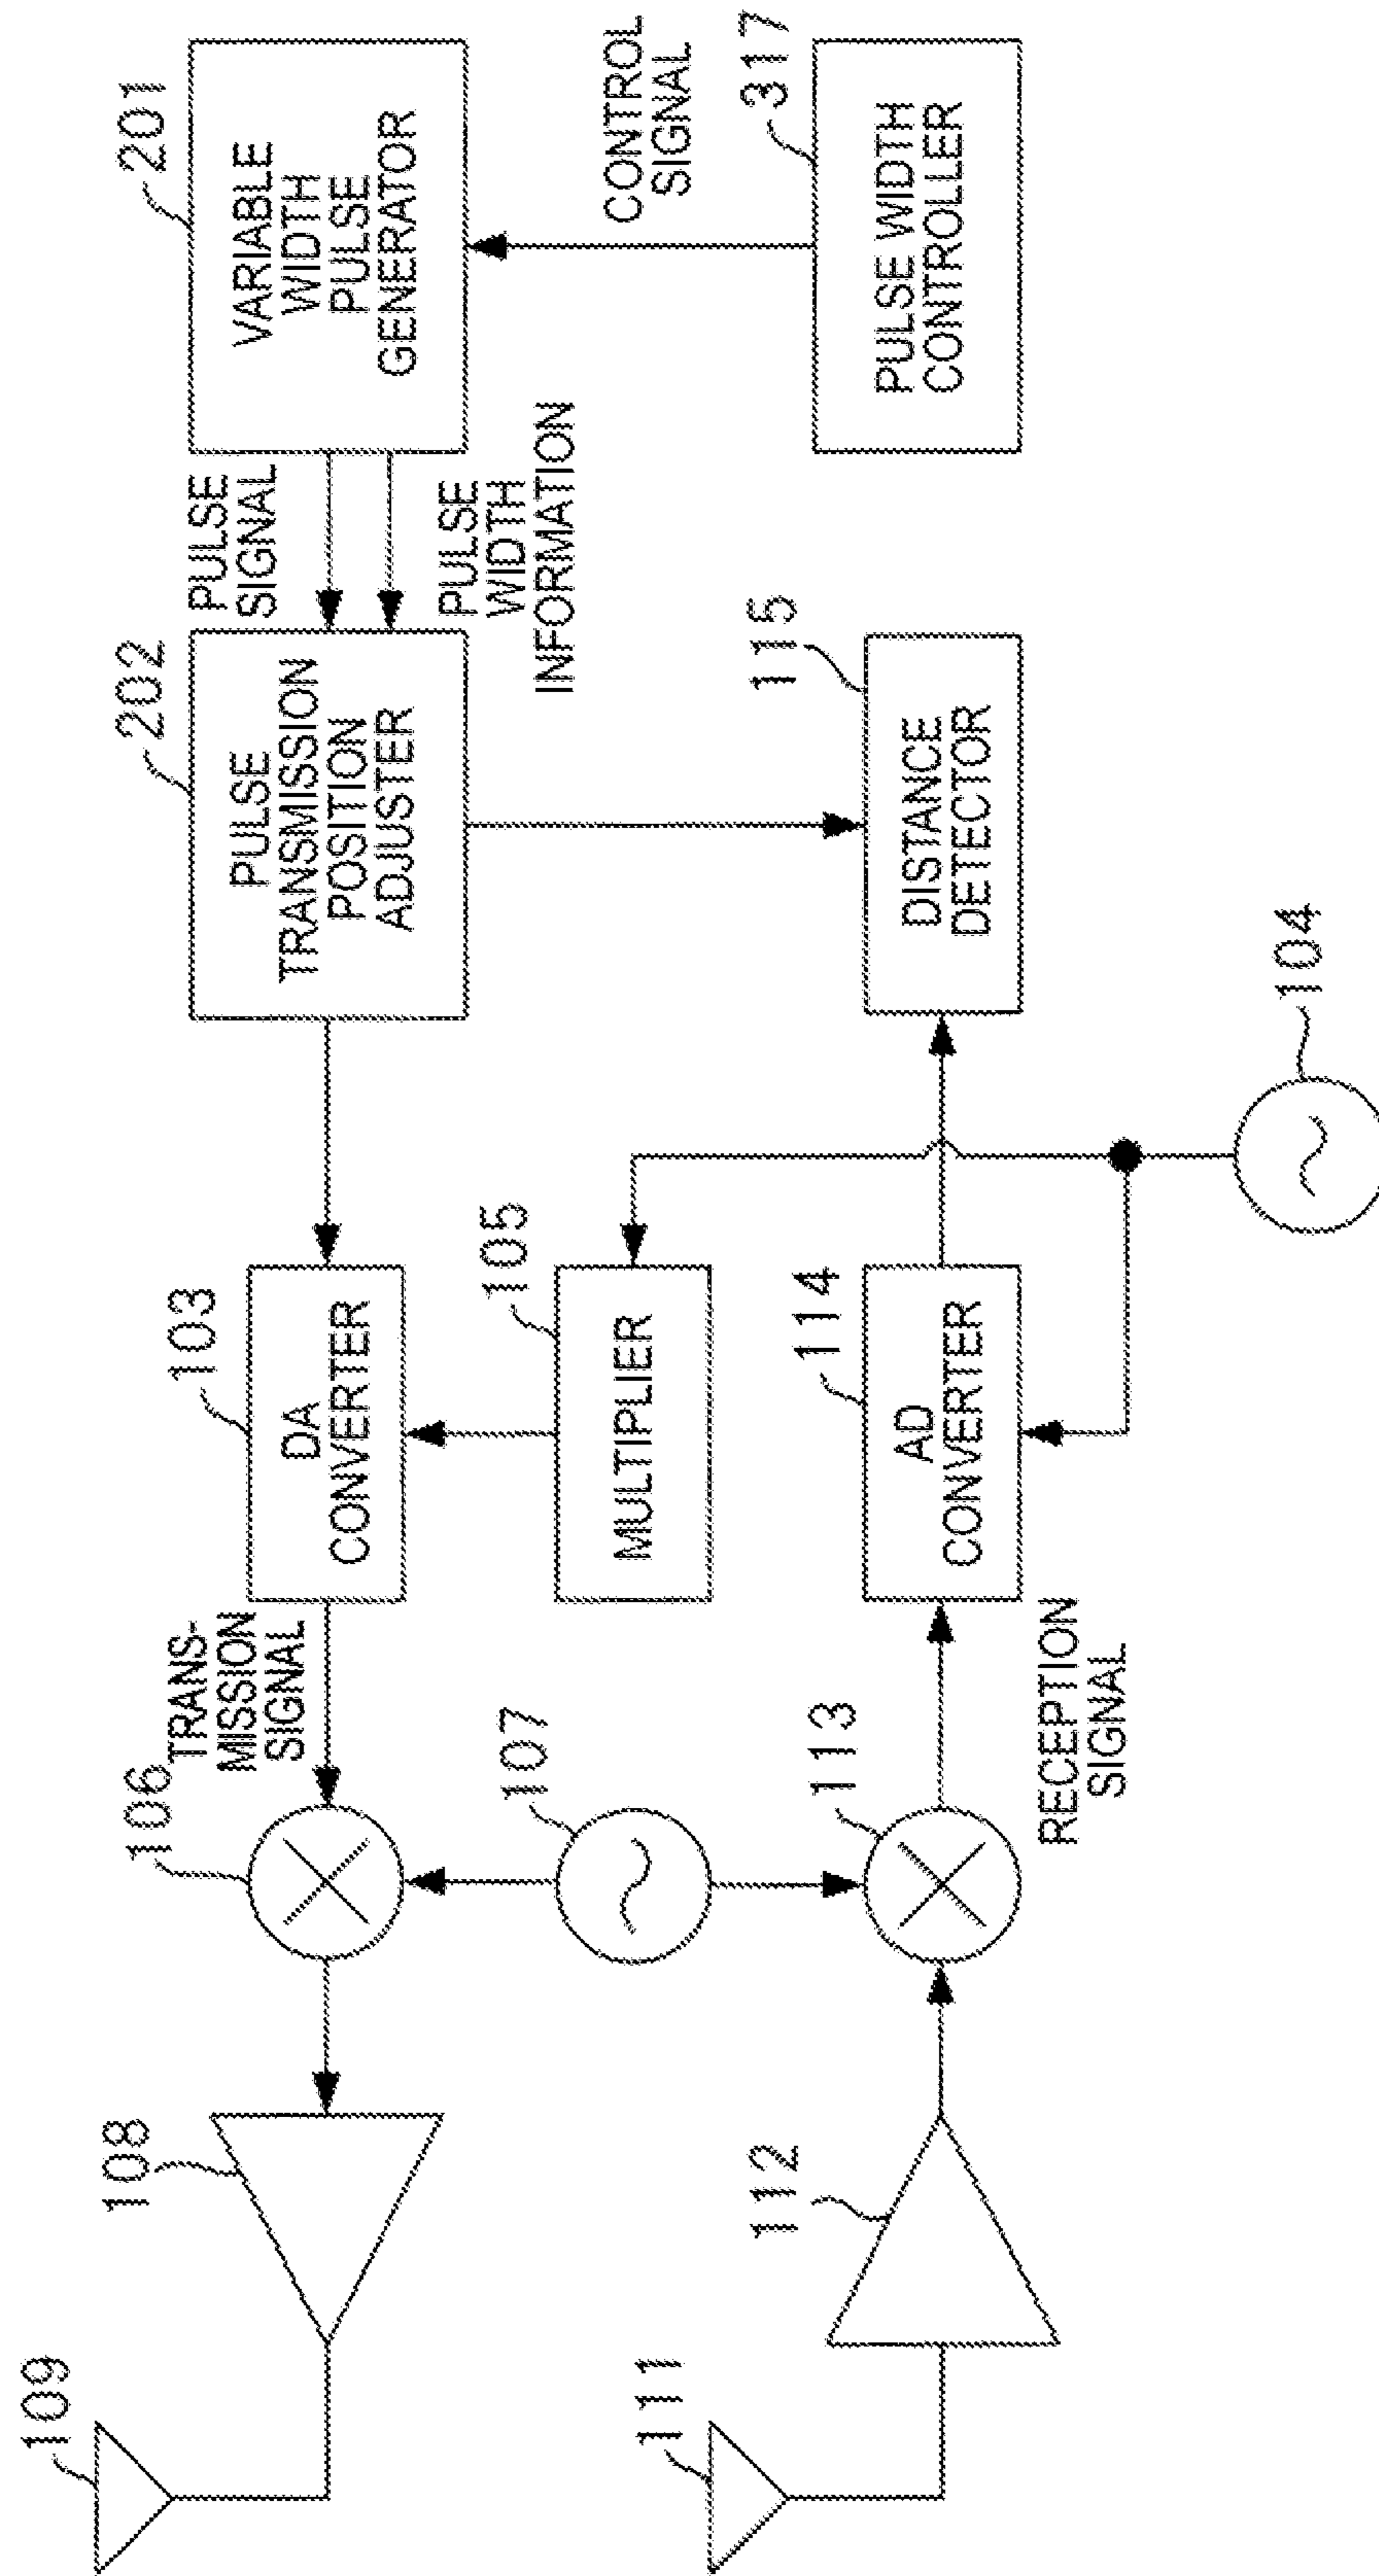 109
108
106
TRANS-
MISSION
SIGNAL
103
DA
CONVERTER
202
PULSE
TRANSMISSION
POSITION
ADJUSTER
PULSE
SIGNAL
PULSE
WIDTH
INFORMATION
201
VARIABLE
WIDTH
PULSE
GENERATOR
107
105
MULTIPLIER
CONTROL
SIGNAL
111
112
113
RECEPTION
SIGNAL
114
AD
CONVERTER
115
DISTANCE
DETECTOR
317
PULSE WIDTH
CONTROLLER
104